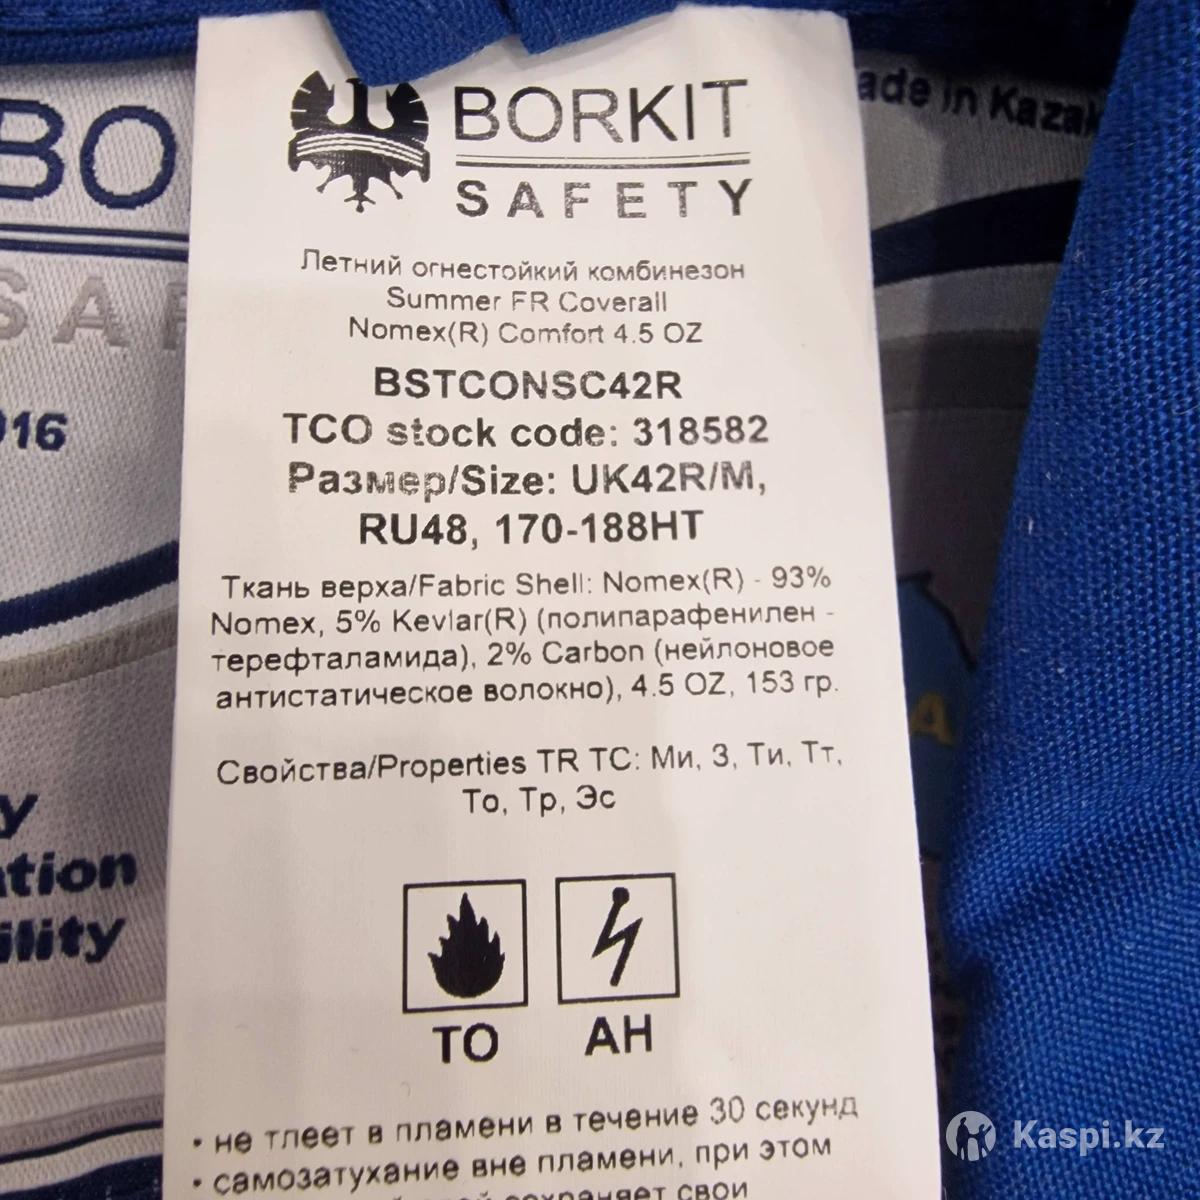 BORKIT
SAFETY
Летний огнестойкий комбинезон
Summer FR Coverall
Nomex(R) Comfort 4.5 OZ
BSTCONSC42R
TCO stock code: 318582
Размер/Size: UK42R/M,
RU48, 170-188HT
Ткань верха/Fabric Shell: Nomex(R) - 93%
Nomex, 5% Kevlar(R) (полипарафенилен -
терефталамида), 2% Carbon (нейлоновое
антистатическое волокно), 4.5 OZ, 153 гр.
Свойства/Properties TR TC: Ми, З, Ти, Тт,
То, Тр, Эс
ТО
АН
• не тлеет в пламени в течение 30 секунд
• самозатухание вне пламени, при этом
сохраняет свои
BO
SAF
16
y
ation
ility
ade in Kazak
A
Kaspi.kz